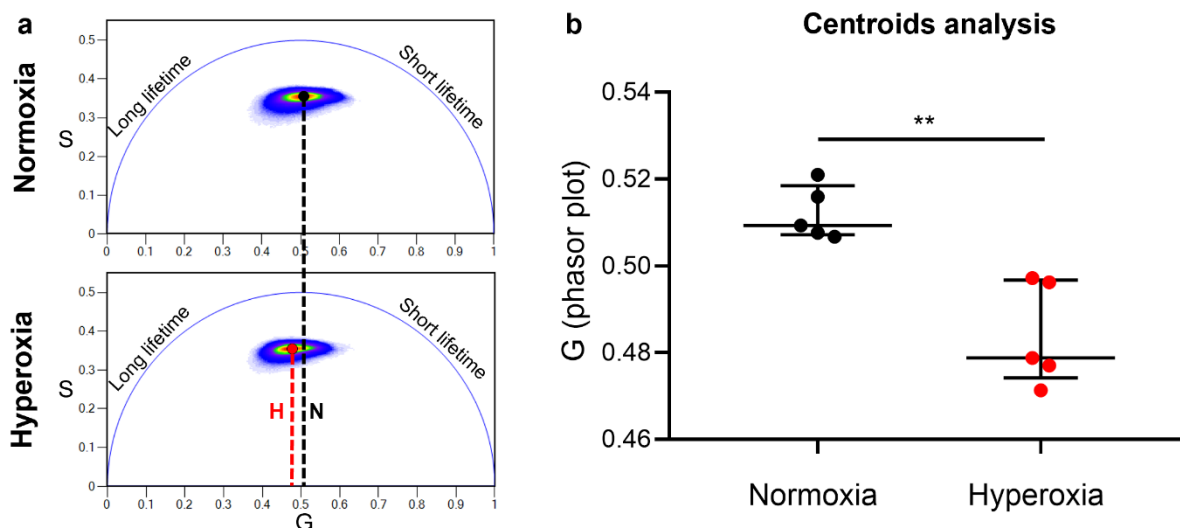 a
Normoxia
S
0.5
0.4
0.3
0.2
0.1
0
Long lifetime
Short lifetime
0 0.1 0.2 0.3 0.4 0.5 0.6 0.7 0.8 0.9 1
Hyperoxia
S
0.5
0.4
0.3
0.2
0.1
0
Long lifetime
Short lifetime
H N
0 0.1 0.2 0.3 0.4 0.5 0.6 0.7 0.8 0.9 1
G
b
Centroids analysis
G (phasor plot)
0.54
0.52
0.50
0.48
0.46
**
Normoxia Hyperoxia